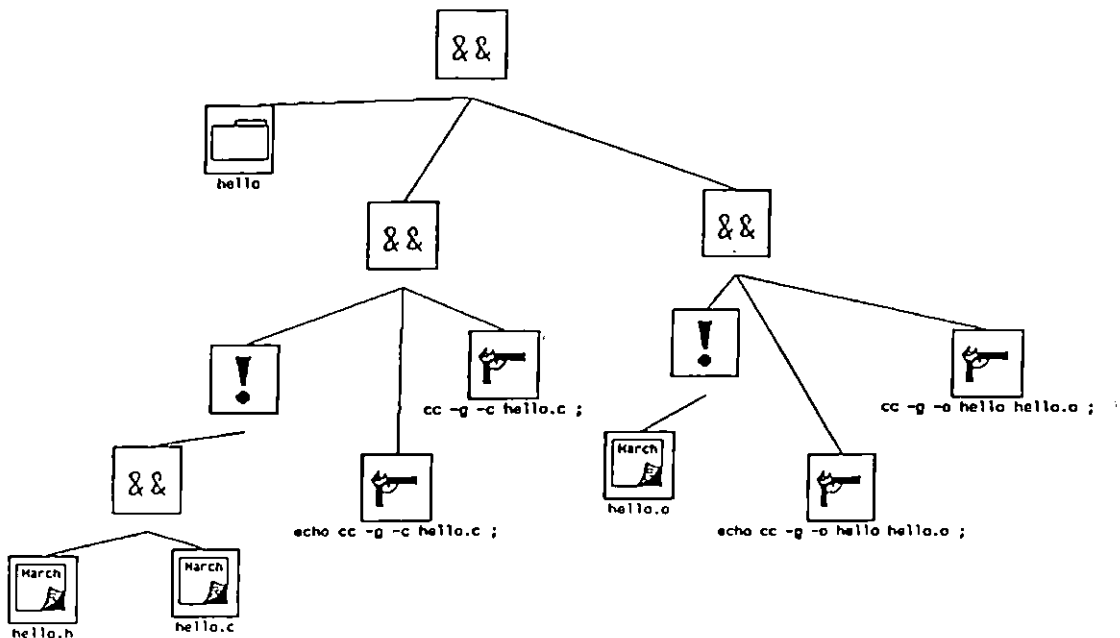 &&
hello
&&
&&
!
!
cc -g -c hello.c ;
cc -g -o hello hello.o ;
&&
March
hello.o
echo cc -g -c hello.c ;
echo cc -g -o hello hello.o ;
March
March
hello.h
hello.c